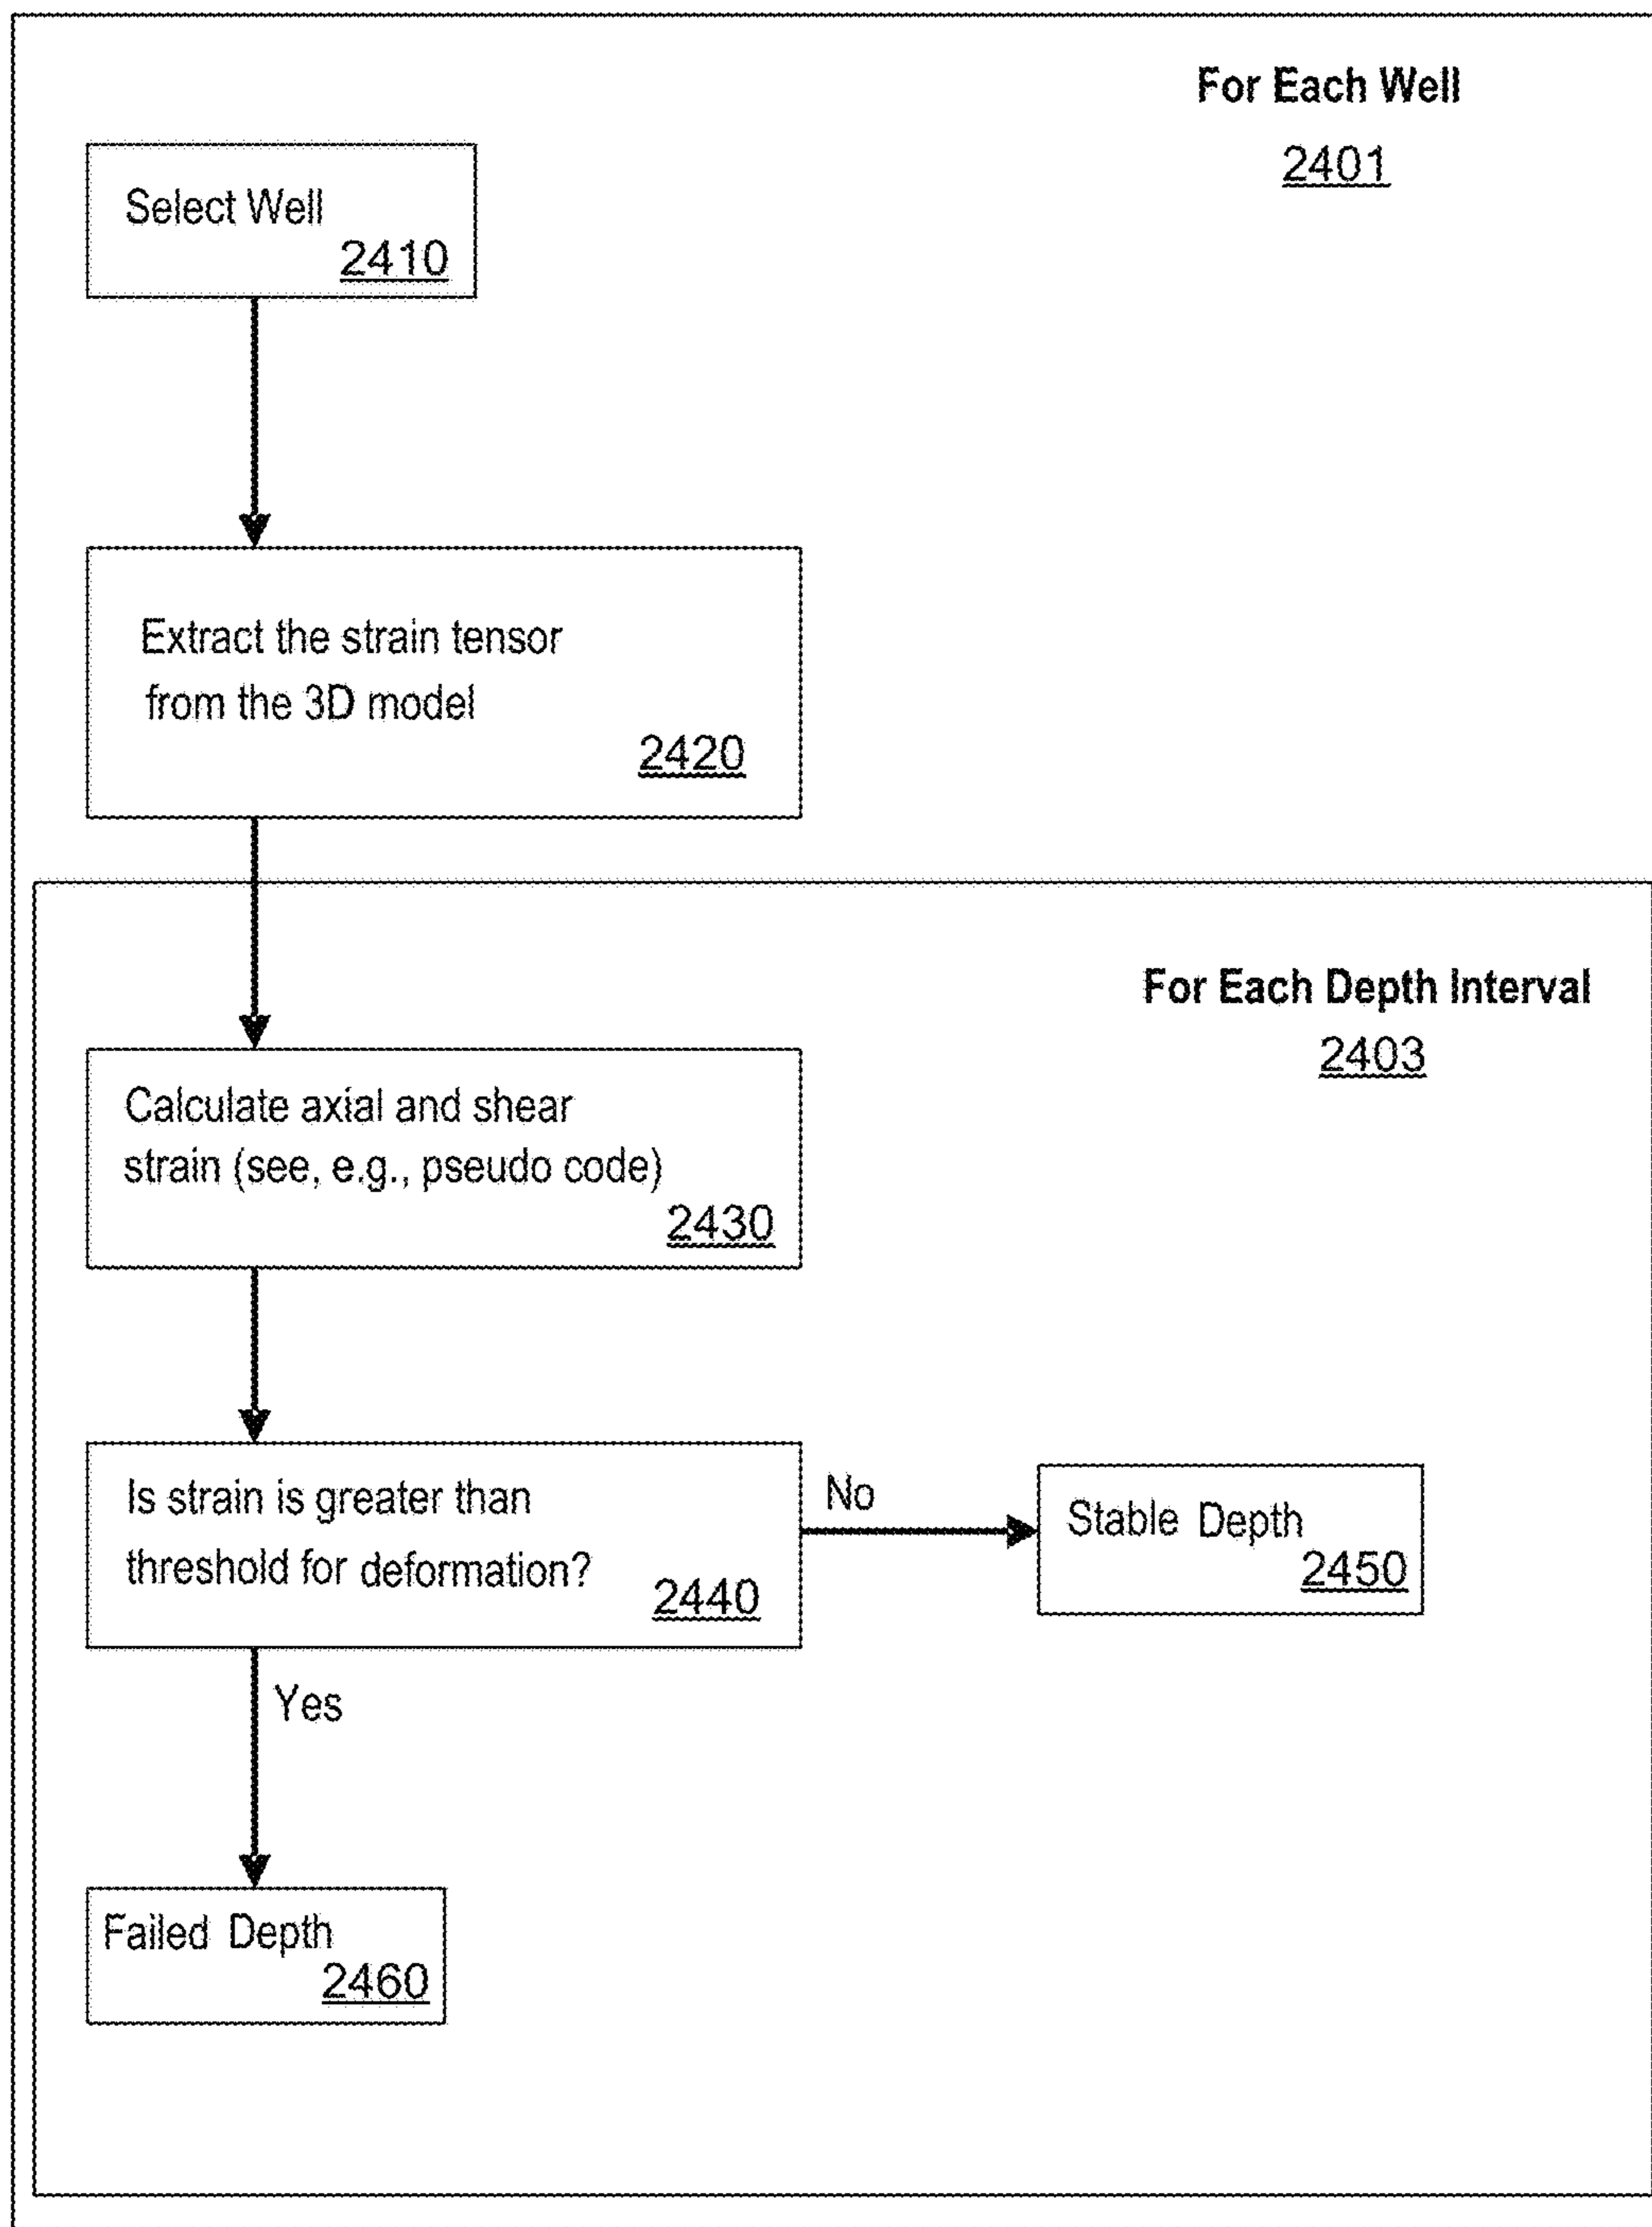 For Each Well
2401
Select Well
2410
Extract the strain tensor
from the 3D model
2420
For Each Depth Interval
2403
Calculate axial and shear
strain (see, e.g., pseudo code)
2430
Is strain is greater than
threshold for deformation?
2440
No
Stable Depth
2450
Yes
Failed Depth
2460